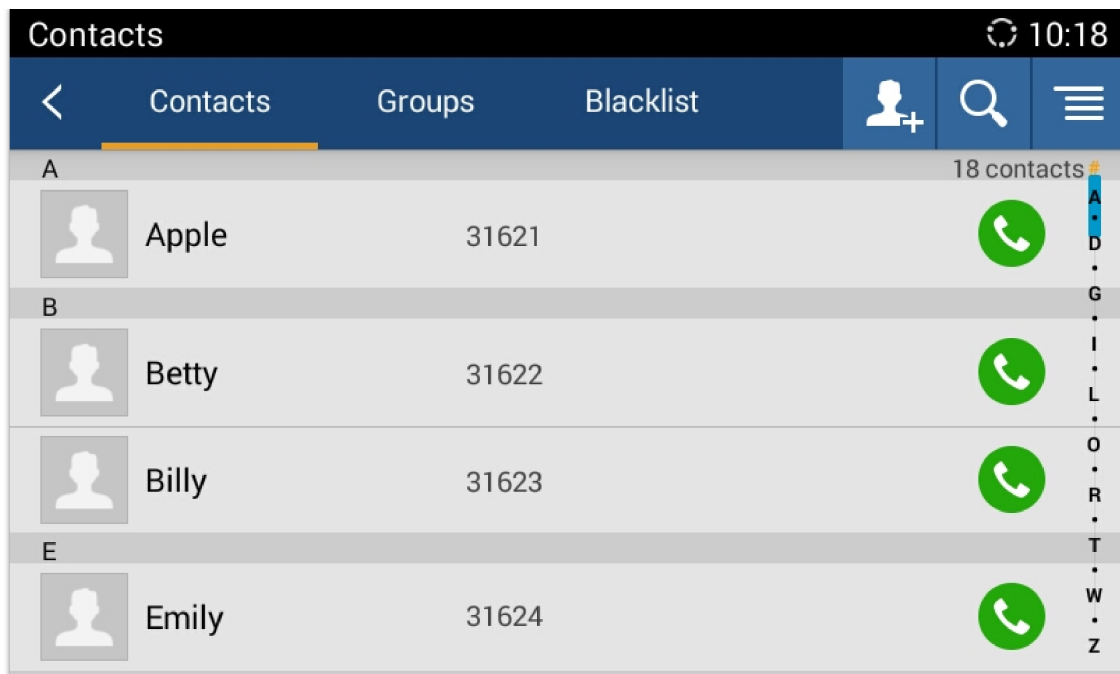 Contacts 10:18
Contacts Groups Blacklist
A 18 contacts #
Apple 31621
B
Betty 31622
Billy 31623
E
Emily 31624
A
•
D
•
G
•
I
•
L
•
O
•
R
•
T
•
W
•
Z